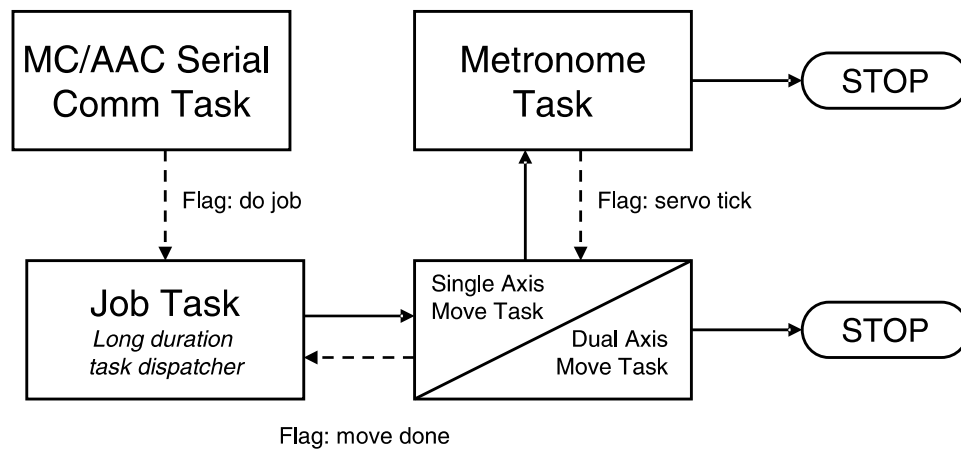 MC/AAC Serial
Comm Task
Metronome
Task
STOP
Flag: do job
Flag: servo tick
Job Task
Long duration
task dispatcher
Single Axis
Move Task
Dual Axis
Move Task
STOP
Flag: move done